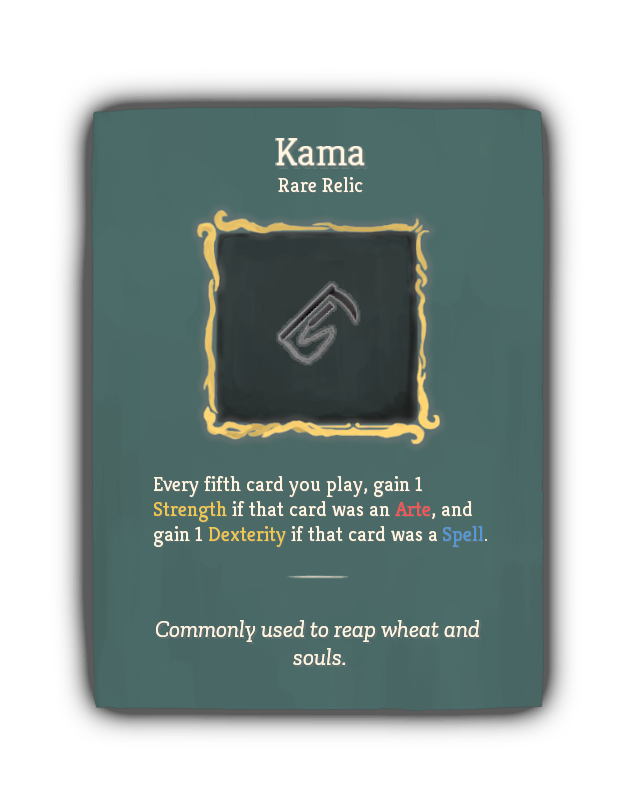 Kama
Rare Relic
Every fifth card you play, gain 1
Strength if that card was an Arte, and
gain 1 Dexterity if that card was a Spell.
Commonly used to reap wheat and
souls.